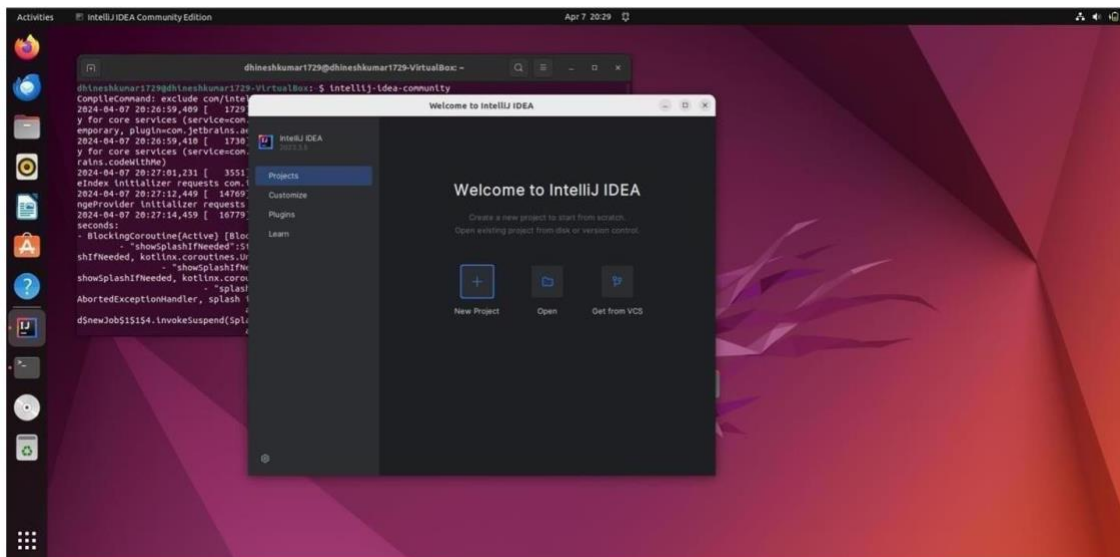 Activities
IntelliJ IDEA Community Edition
Apr 7 20:29
dhineshkumar1729@dhineshkumar1729-VirtualBox: ~
dhineshkumar1729@dhineshkumar1729-VirtualBox:~$ intellij-idea-community
CompileCommand: exclude com/intel
2024-04-07 20:26:59,409 [ 1729
y for core services (service=com.
emporary, plugin=com.jetbrains.
2024-04-07 20:26:59,410 [ 1730
y for core services (service=com.
rains.codeWithMe)
2024-04-07 20:27:01,231 [ 3551
eIndex initializer requests com.
2024-04-07 20:27:12,449 [ 14769
ngeProvider initializer requests
2024-04-07 20:27:14,459 [ 16779
seconds:
- BlockingCoroutine{Active} [Bloc
- "showSplashIfNeeded":St
shIfNeeded, kotlinx.coroutines.Un
- "showSplashIfNe
showSplashIfNeeded, kotlinx.corou
- "splash
AbortedExceptionHandler, splash
d$newJob$1$1$4.invokeSuspend(Spla
Welcome to IntelliJ IDEA
IntelliJ IDEA
Projects
Customize
Plugins
Learn
Welcome to IntelliJ IDEA
Create a new project to start from scratch.
Open existing project from disk or version control.
New Project
Open
Get from VCS